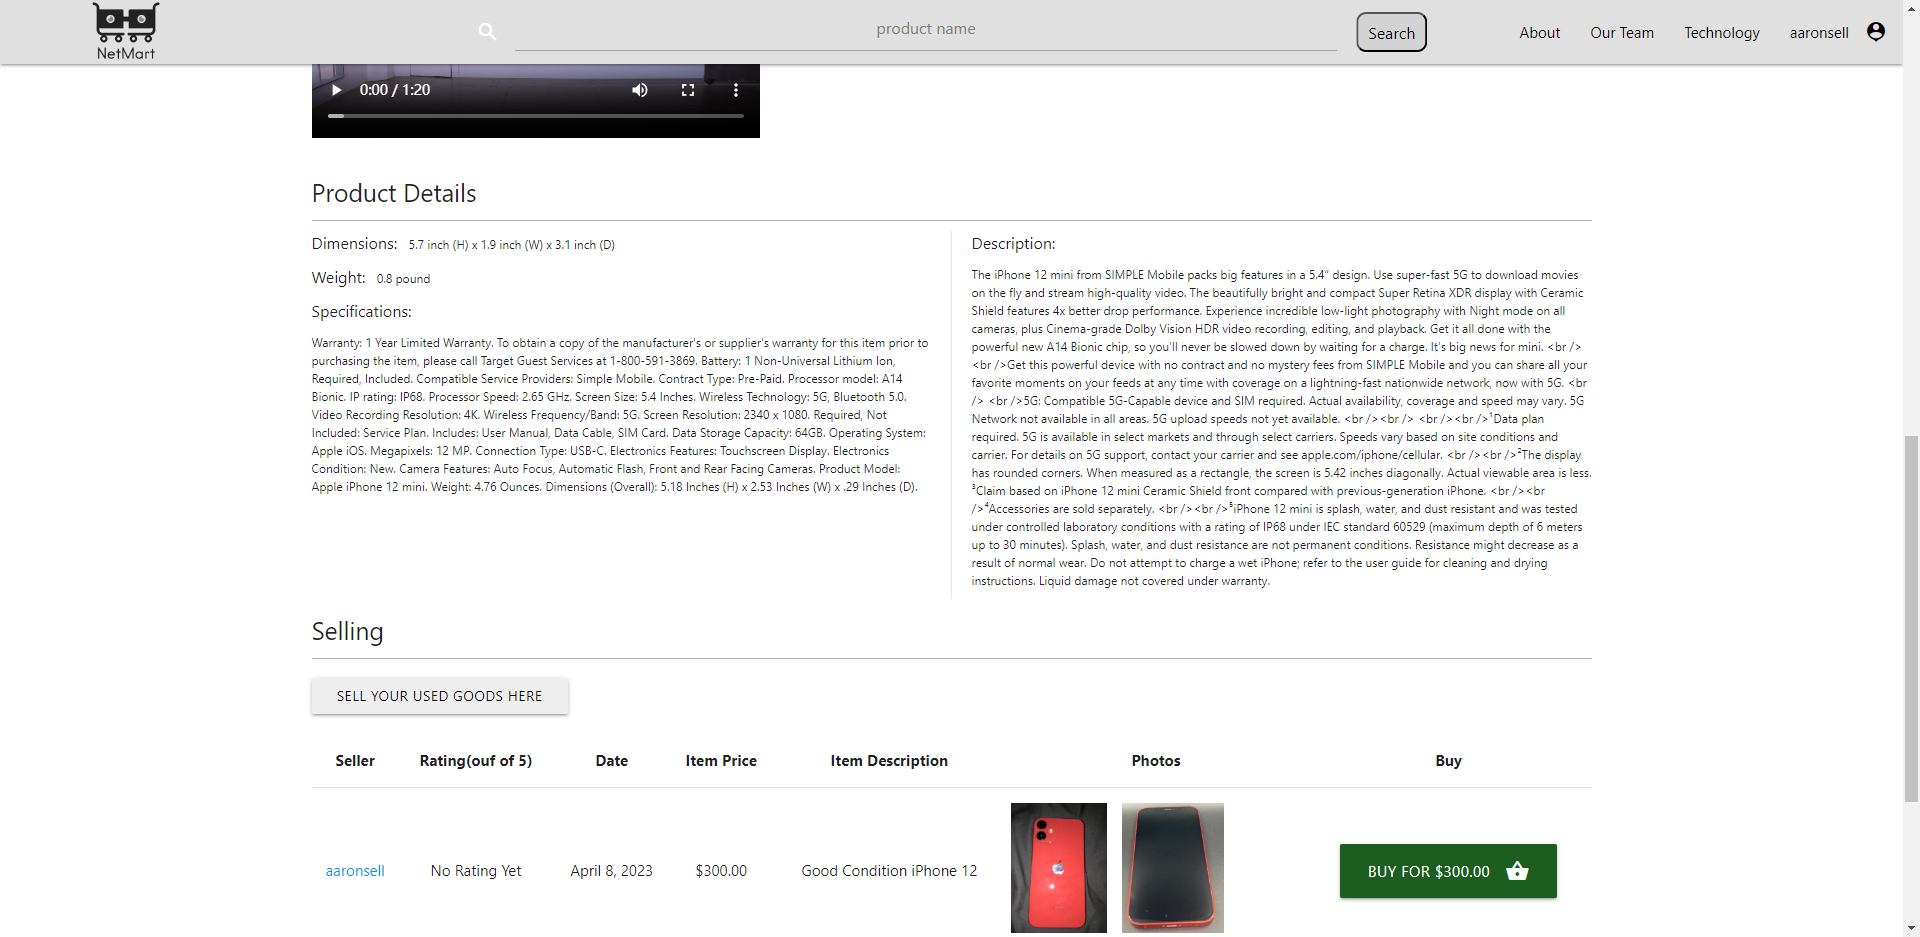 NetMart
product name
Search
About
Our Team
Technology
aaronsell
0:00 / 1:20
Product Details
Dimensions: 5.7 inch (H) x 1.9 inch (W) x 3.1 inch (D)
Weight: 0.8 pound
Specifications:
Warranty: 1 Year Limited Warranty. To obtain a copy of the manufacturer's or supplier's warranty for this item prior to
purchasing the item, please call Target Guest Services at 1-800-591-3869. Battery: 1 Non-Universal Lithium Ion,
Required, Included. Compatible Service Providers: Simple Mobile. Contract Type: Pre-Paid. Processor model: A14
Bionic. IP rating: IP68. Processor Speed: 2.65 GHz. Screen Size: 5.4 Inches. Wireless Technology: 5G, Bluetooth 5.0.
Video Recording Resolution: 4K. Wireless Frequency/Band: 5G. Screen Resolution: 2340 x 1080. Required, Not
Included: Service Plan. Includes: User Manual, Data Cable, SIM Card. Data Storage Capacity: 64GB. Operating System:
Apple iOS. Megapixels: 12 MP. Connection Type: USB-C. Electronics Features: Touchscreen Display. Electronics
Condition: New. Camera Features: Auto Focus, Automatic Flash, Front and Rear Facing Cameras. Product Model:
Apple iPhone 12 mini. Weight: 4.76 Ounces. Dimensions (Overall): 5.18 Inches (H) x 2.53 Inches (W) x .29 Inches (D).
Description:
The iPhone 12 mini from SIMPLE Mobile packs big features in a 5.4” design. Use super-fast 5G to download movies
on the fly and stream high-quality video. The beautifully bright and compact Super Retina XDR display with Ceramic
Shield features 4x better drop performance. Experience incredible low-light photography with Night mode on all
cameras, plus Cinema-grade Dolby Vision HDR video recording, editing, and playback. Get it all done with the
powerful new A14 Bionic chip, so you’ll never be slowed down by waiting for a charge. It’s big news for mini. <br />
<br />Get this powerful device with no contract and no mystery fees from SIMPLE Mobile and you can share all your
favorite moments on your feeds at any time with coverage on a lightning-fast nationwide network, now with 5G. <br
/> <br />5G: Compatible 5G-Capable device and SIM required. Actual availability, coverage and speed may vary. 5G
Network not available in all areas. 5G upload speeds not yet available. <br /><br /> <br /><br />¹Data plan
required. 5G is available in select markets and through select carriers. Speeds vary based on site conditions and
carrier. For details on 5G support, contact your carrier and see apple.com/iphone/cellular. <br /><br />²The display
has rounded corners. When measured as a rectangle, the screen is 5.42 inches diagonally. Actual viewable area is less.
³Claim based on iPhone 12 mini Ceramic Shield front compared with previous-generation iPhone. <br /><br
/>⁴Accessories are sold separately. <br /><br />⁵iPhone 12 mini is splash, water, and dust resistant and was tested
under controlled laboratory conditions with a rating of IP68 under IEC standard 60529 (maximum depth of 6 meters
up to 30 minutes). Splash, water, and dust resistance are not permanent conditions. Resistance might decrease as a
result of normal wear. Do not attempt to charge a wet iPhone; refer to the user guide for cleaning and drying
instructions. Liquid damage not covered under warranty.
Selling
SELL YOUR USED GOODS HERE
Seller Rating(ouf of 5) Date Item Price Item Description Photos Buy
aaronsell No Rating Yet April 8, 2023 $300.00 Good Condition iPhone 12 BUY FOR $300.00